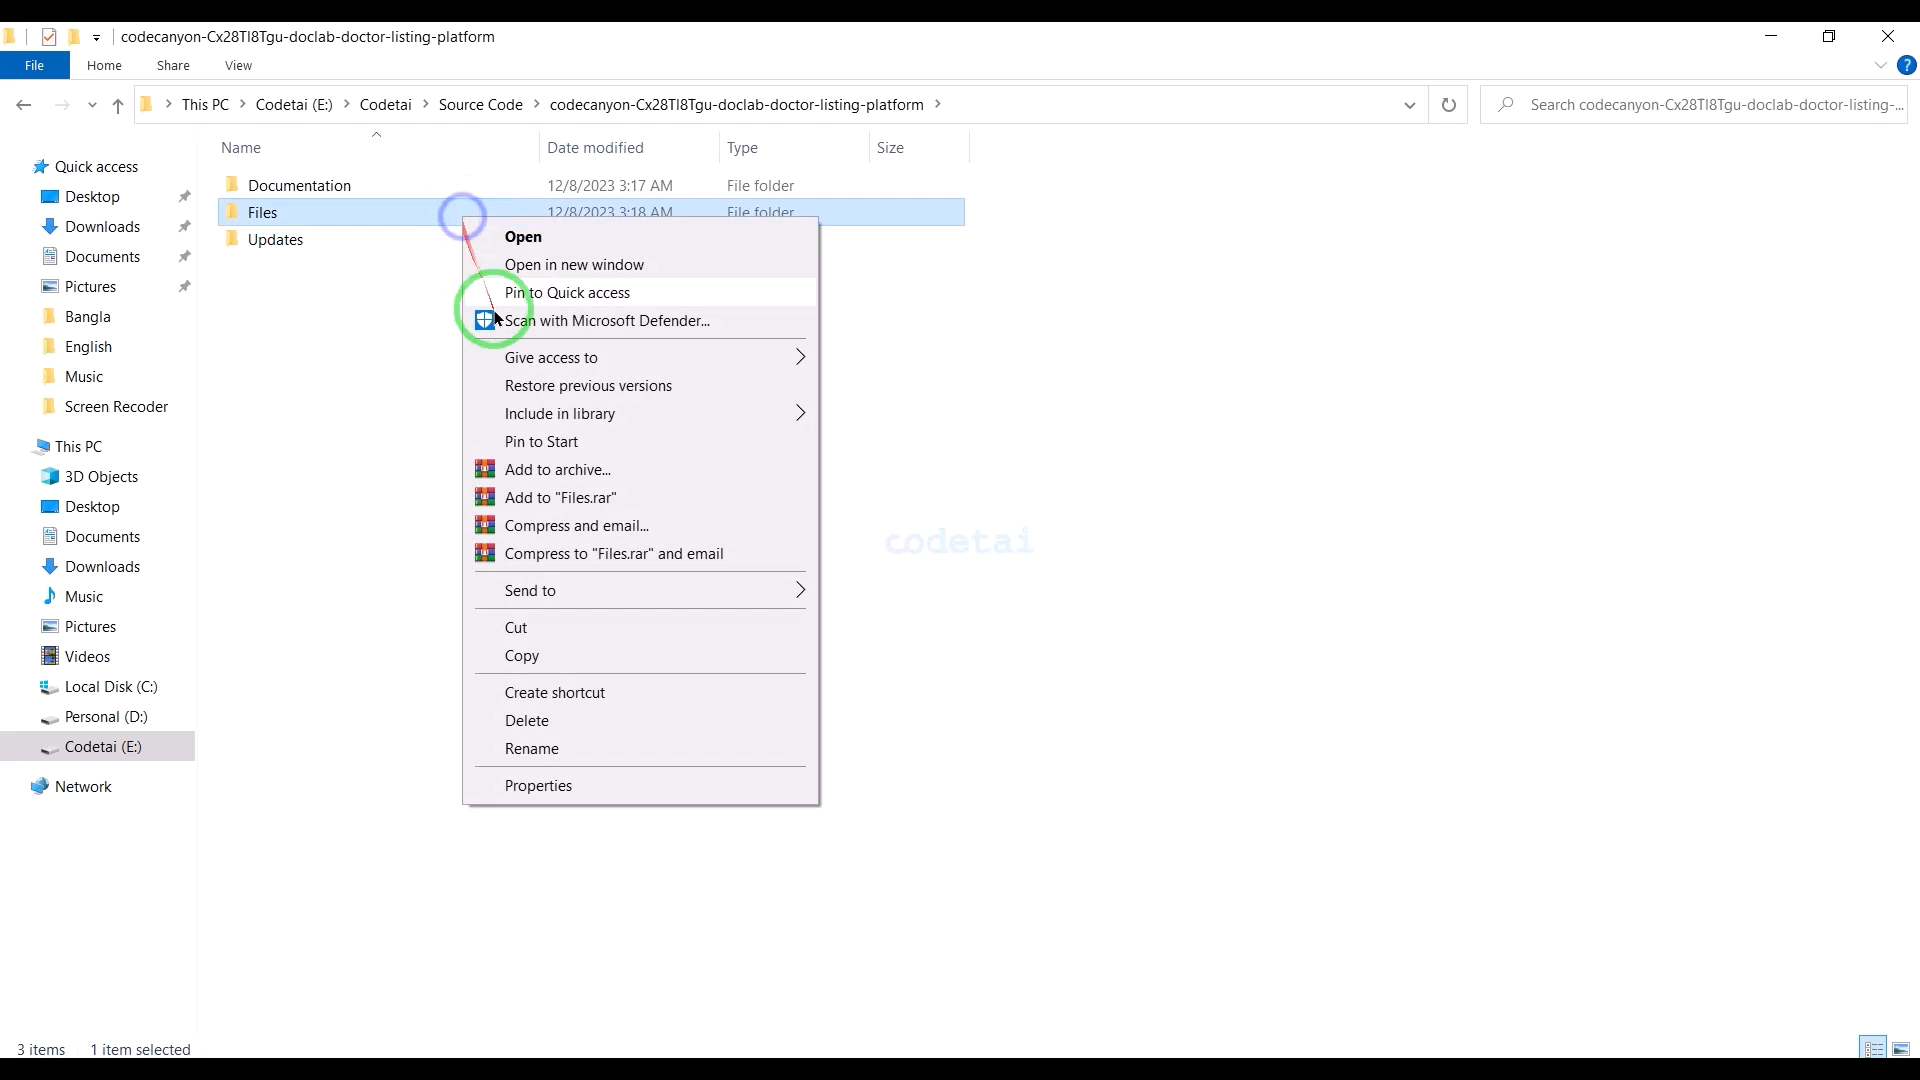 codecanyon-Cx28Tl8Tgu-doclab-doctor-listing-platform
File Home Share View
This PC Codetai (E:) Codetai Source Code codecanyon-Cx28Tl8Tgu-doclab-doctor-listing-platform
Search codecanyon-Cx28Tl8Tgu-doclab-doctor-listing-...
Name Date modified Type Size
Documentation 12/8/2023 3:17 AM File folder
Files 12/8/2023 3:18 AM File folder
Updates
Quick access
Desktop
Downloads
Documents
Pictures
Bangla
English
Music
Screen Recoder
This PC
3D Objects
Desktop
Documents
Downloads
Music
Pictures
Videos
Local Disk (C:)
Personal (D:)
Codetai (E:)
Network
Open
Open in new window
Pin to Quick access
Scan with Microsoft Defender...
Give access to
Restore previous versions
Include in library
Pin to Start
Add to archive...
Add to "Files.rar"
Compress and email...
Compress to "Files.rar" and email
Send to
Cut
Copy
Create shortcut
Delete
Rename
Properties
codetai
3 items 1 item selected